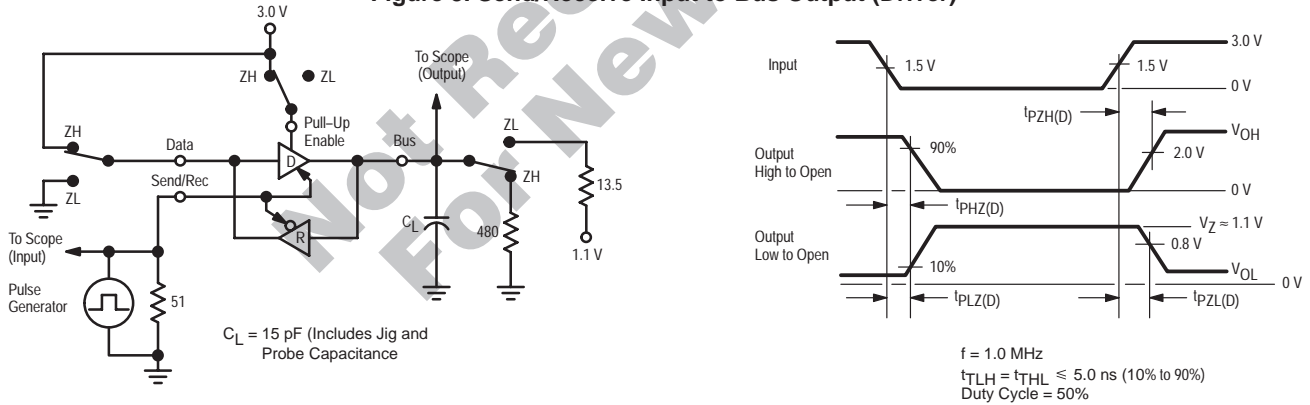 Figure 5. Send/Receive Input to Bus Output (Driver)
3.0 V
ZH
ZL
To Scope
(Output)
Pull–Up
Enable
Bus
ZL
ZH
Data
D
ZH
13.5
Send/Rec
ZL
CL
480
R
1.1 V
To Scope
(Input)
Pulse
Generator
51
CL = 15 pF (Includes Jig and
Probe Capacitance
Input
1.5 V
1.5 V
3.0 V
0 V
tPZH(D)
Output
High to Open
90%
VOH
2.0 V
0 V
tPHZ(D)
Output
Low to Open
VZ ≈ 1.1 V
0.8 V
10%
VOL
0 V
tPLZ(D)
tPZL(D)
f = 1.0 MHz
tTLH = tTHL ≤ 5.0 ns (10% to 90%)
Duty Cycle = 50%
Not Rec
For New